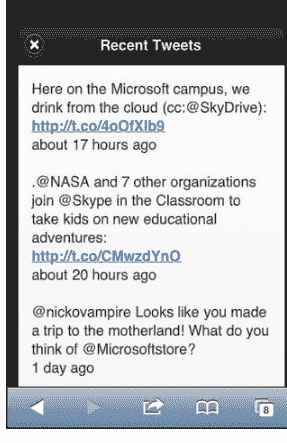 Recent Tweets
Here on the Microsoft campus, we
drink from the cloud (cc:@SkyDrive):
http://t.co/4oOfXlb9
about 17 hours ago
.@NASA and 7 other organizations
join @Skype in the Classroom to
take kids on new educational
adventures:
http://t.co/CMwzdYnO
about 20 hours ago
@nickovampire Looks like you made
a trip to the motherland! What do you
think of @Microsoftstore?
1 day ago
8